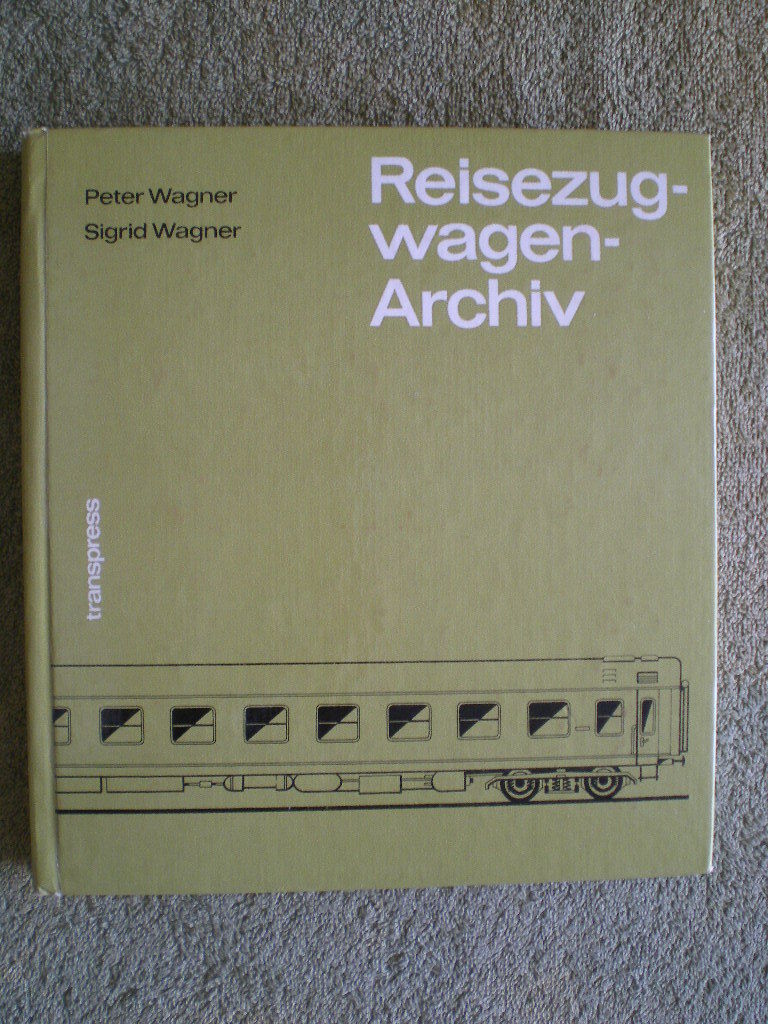 Peter Wagner
Sigrid Wagner
Reisezug-
wagen-
Archiv
transpress